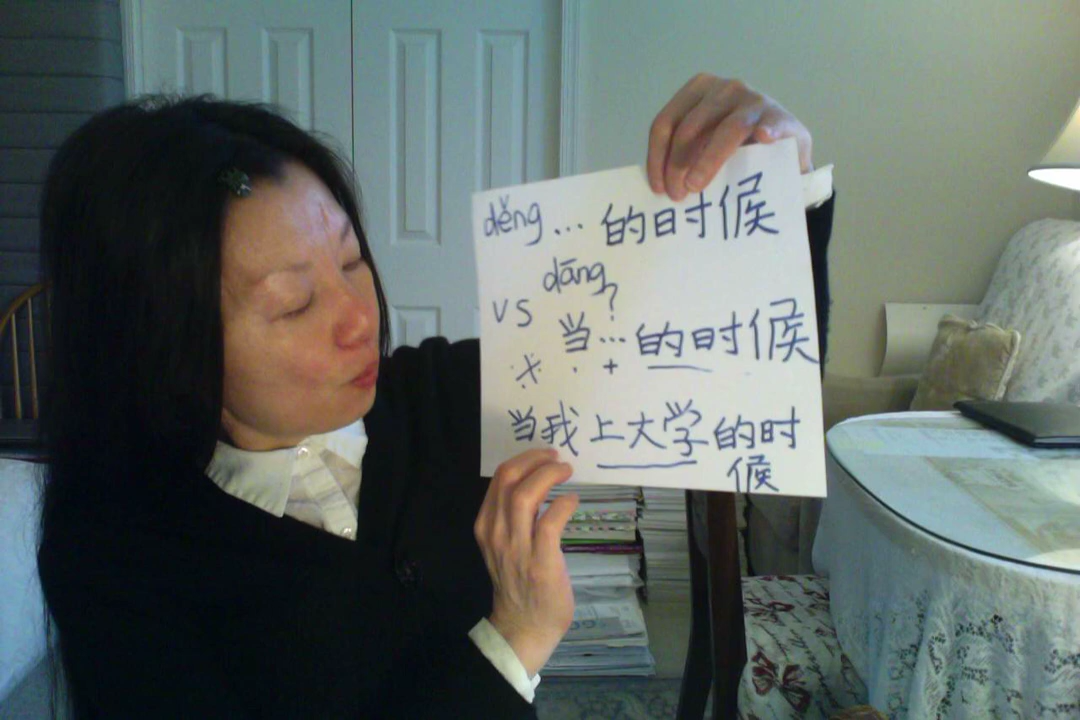 děng... 的时候
dāng?
vs 当...的时候
※ . +
当我上大学的时
候